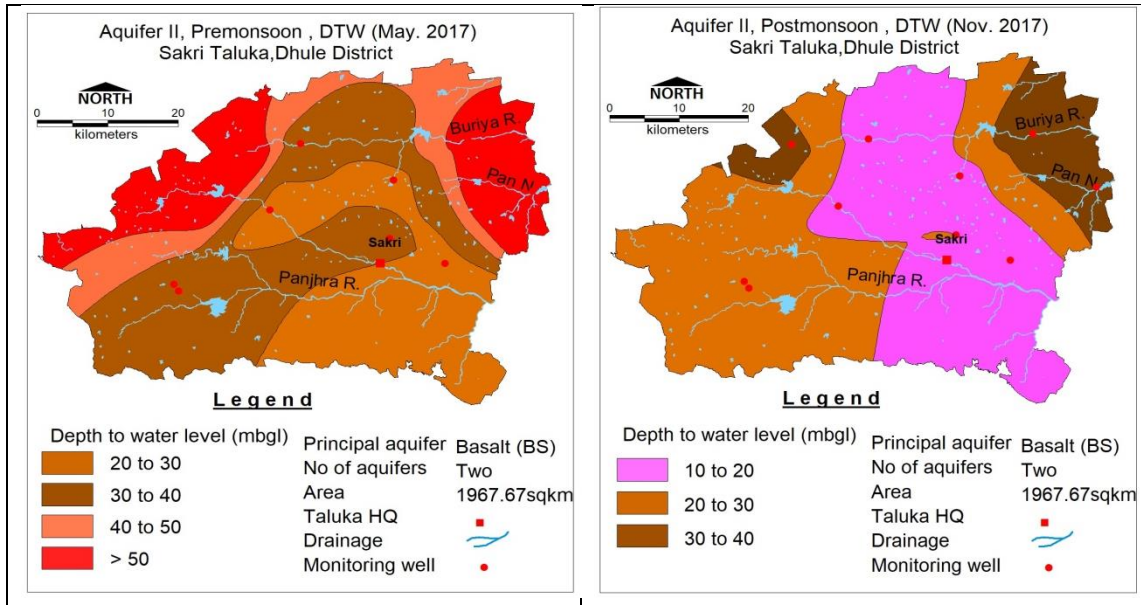 Aquifer II, Premonsoon , DTW (May. 2017)
Sakri Taluka,Dhule District
NORTH
10 0 10 20
kilometers
Buriya R.
Pan N.
Sakri
Panjhra R.
Legend
Depth to water level (mbgl)
20 to 30
30 to 40
40 to 50
> 50
Principal aquifer Basalt (BS)
No of aquifers Two
Area 1967.67sqkm
Taluka HQ
Drainage
Monitoring well
Aquifer II, Postmonsoon , DTW (Nov. 2017)
Sakri Taluka,Dhule District
NORTH
10 0 10 20
kilometers
Buriya R.
Pan N.
Sakri
Panjhra R.
Legend
Depth to water level (mbgl)
10 to 20
20 to 30
30 to 40
Principal aquifer Basalt (BS)
No of aquifers Two
Area 1967.67sqkm
Taluka HQ
Drainage
Monitoring well